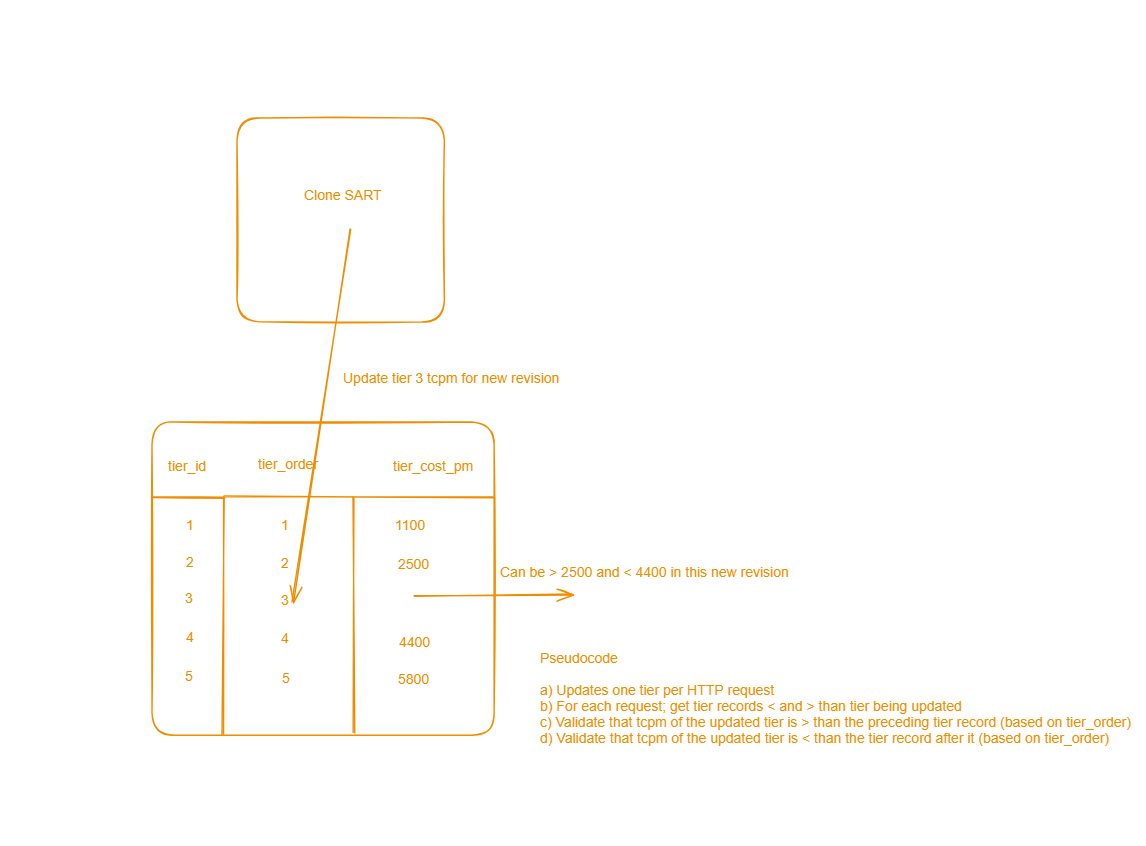 Clone SART
Update tier 3 tcpm for new revision
tier_id tier_order tier_cost_pm
1 1 1100
2 2 2500
Can be > 2500 and < 4400 in this new revision
3 3
4 4 4400
5 5 5800
Pseudocode
a) Updates one tier per HTTP request
b) For each request; get tier records < and > than tier being updated
c) Validate that tcpm of the updated tier is > than the preceding tier record (based on tier_order)
d) Validate that tcpm of the updated tier is < than the tier record after it (based on tier_order)